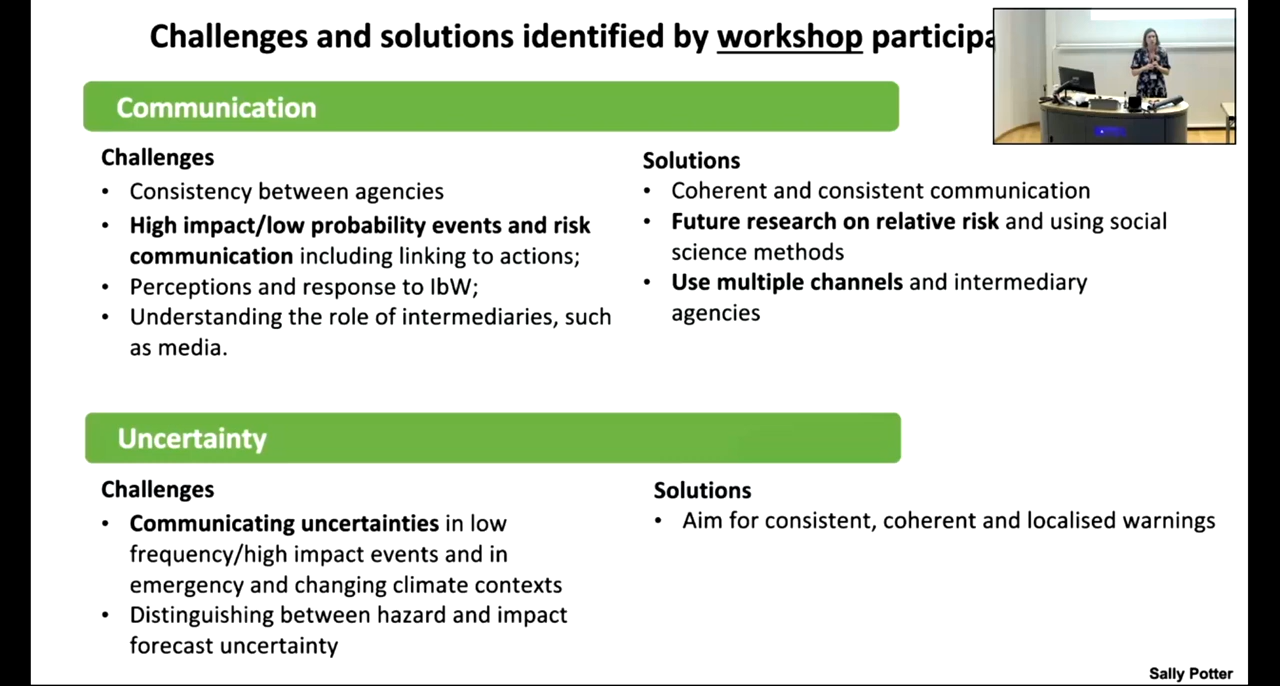 Challenges and solutions identified by workshop
Communication
Challenges
• Consistency between agencies
• High impact/low probability events and risk
communication including linking to actions;
• Perceptions and response to IbW;
• Understanding the role of intermediaries, such
as media.
Solutions
• Coherent and consistent communication
• Future research on relative risk and using social
science methods
• Use multiple channels and intermediary
agencies
Uncertainty
Challenges
• Communicating uncertainties in low
frequency/high impact events and in
emergency and changing climate contexts
• Distinguishing between hazard and impact
forecast uncertainty
Solutions
• Aim for consistent, coherent and localised warnings
Sally Potter